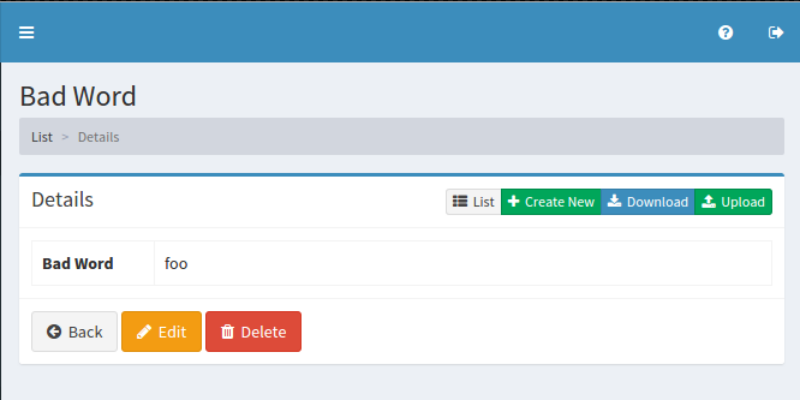 Bad Word
List > Details
Details
List Create New Download Upload
Bad Word foo
Back Edit Delete